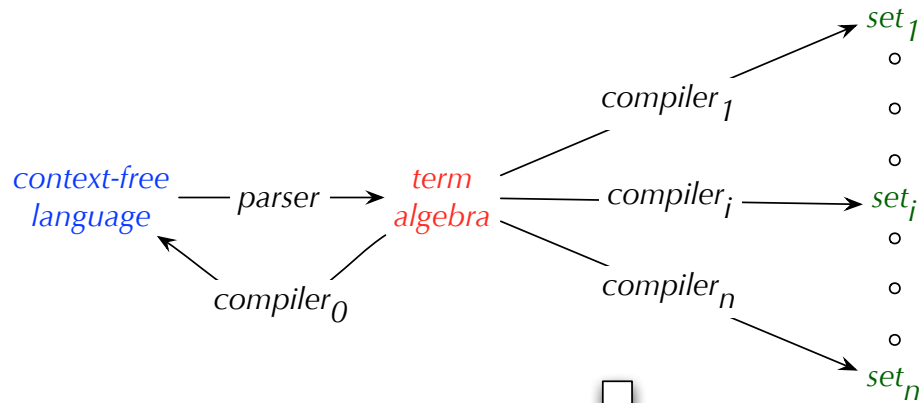 set1
compiler1
context-free
language
parser
term
algebra
compileri
seti
compiler0
compilern
setn